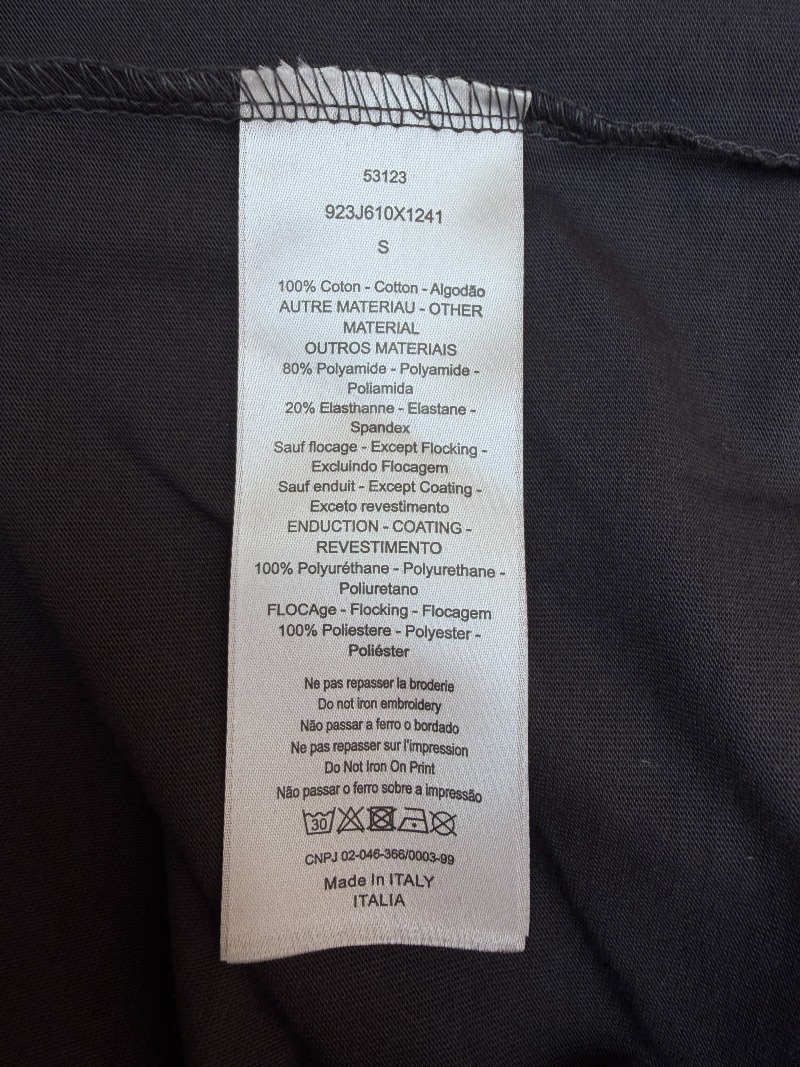 53123
923J610X1241
S
100% Coton - Cotton - Algodão
AUTRE MATERIAU - OTHER
MATERIAL
OUTROS MATERIAIS
80% Polyamide - Polyamide -
Poliamida
20% Elasthanne - Elastane -
Spandex
Sauf flocage - Except Flocking -
Excluindo Flocagem
Sauf enduit - Except Coating -
Exceto revestimento
ENDUCTION - COATING -
REVESTIMENTO
100% Polyuréthane - Polyurethane -
Poliuretano
FLOCAge - Flocking - Flocagem
100% Poliestere - Polyester -
Poliéster
Ne pas repasser la broderie
Do not iron embroidery
Não passar a ferro o bordado
Ne pas repasser sur l'impression
Do Not Iron On Print
Não passar o ferro sobre a impressão
30
CNPJ 02-046-366/0003-99
Made In ITALY
ITALIA